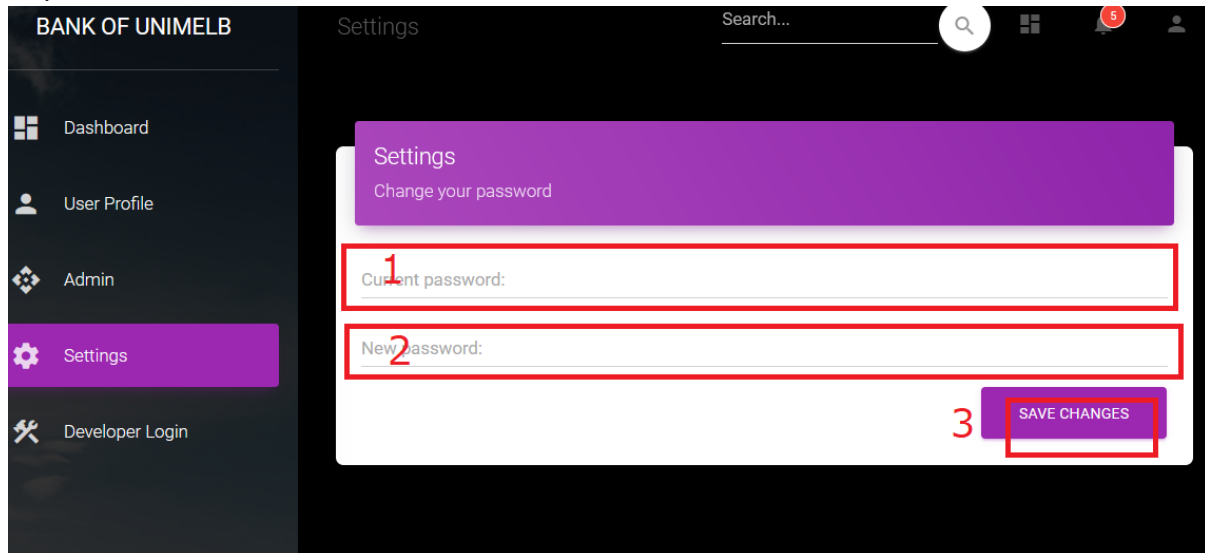 BANK OF UNIMELB
Settings
Search...
5
Dashboard
User Profile
Admin
Settings
Developer Login
Settings
Change your password
1
Current password:
2
New password:
3
SAVE CHANGES